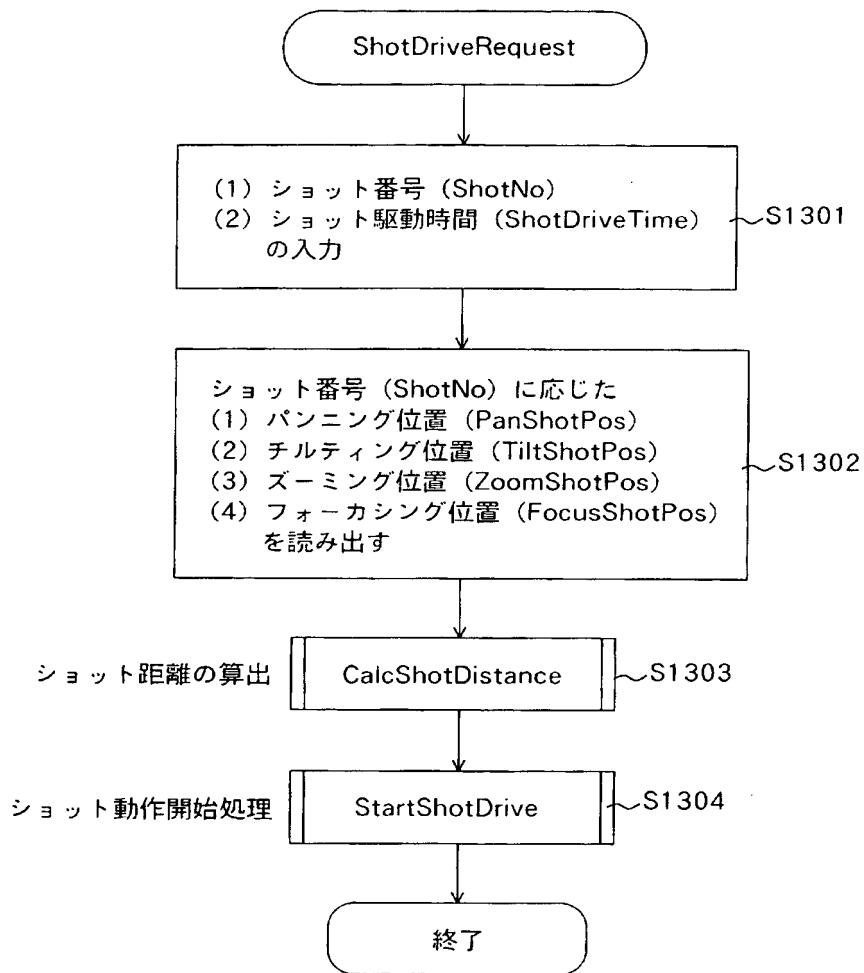 ShotDriveRequest
(1) ショット番号 (ShotNo)
(2) ショット駆動時間 (ShotDriveTime)
の入力
S1301
ショット番号 (ShotNo) に応じた
(1) パンニング位置 (PanShotPos)
(2) チルティング位置 (TiltShotPos)
(3) ズーミング位置 (ZoomShotPos)
(4) フォーカシング位置 (FocusShotPos)
を読み出す
S1302
ショット距離の算出
CalcShotDistance
S1303
ショット動作開始処理
StartShotDrive
S1304
終了